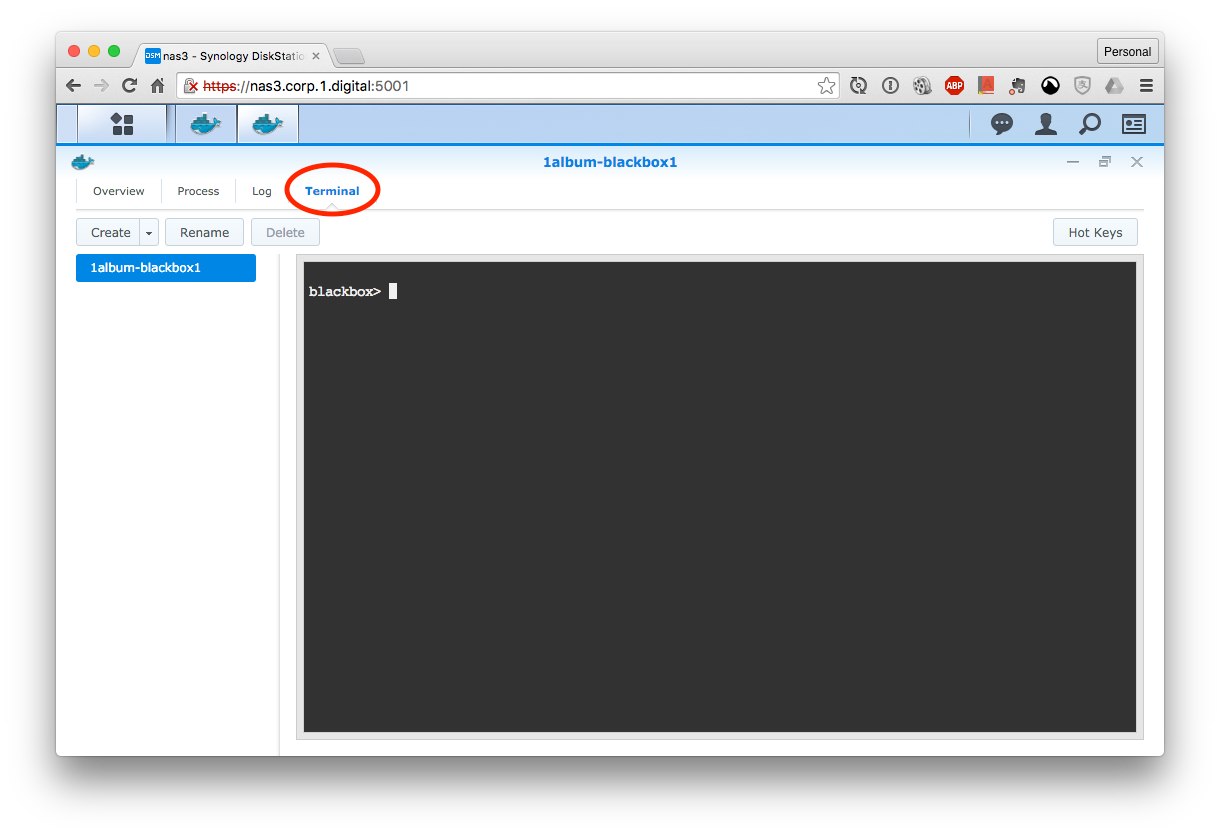 DSM nas3 - Synology DiskStatio
Personal
https://nas3.corp.1.digital:5001
ABP
1album-blackbox1
Overview Process Log Terminal
Create Rename Delete Hot Keys
1album-blackbox1
blackbox>